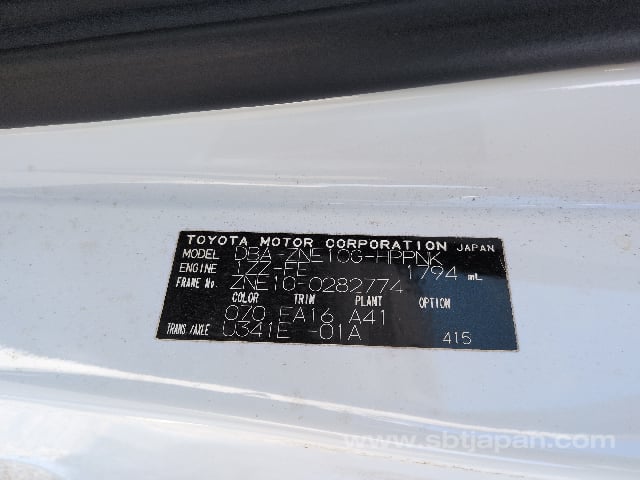 TOYOTA MOTOR CORPORATION JAPAN
MODEL DBA-ZNE10G-HPPNK
ENGINE 1ZZ-FE 1794 mL
FRAME No. ZNE10-0282774
COLOR TRIM PLANT OPTION
070 EA16 A41
TRANS/AXLE U341E -01A 415
www.sbtjapan.com